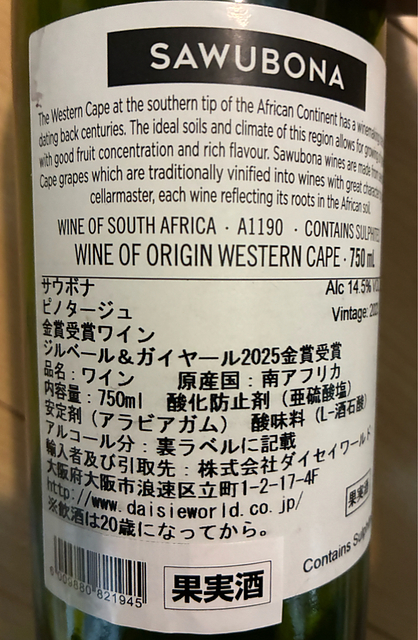 SAWUBONA
The Western Cape at the southern tip of the African Continent has a
dating back centuries. The ideal soils and climate of this region allows for
with good fruit concentration and rich flavour. Sawubona wines are made
Cape grapes which are traditionally vinified into wines with great
cellarmaster, each wine reflecting its roots in the African soil.
WINE OF SOUTH AFRICA · A1190 · CONTAINS
WINE OF ORIGIN WESTERN CAPE · 750 mL
Alc 14.5%
Vintage:
サウボナ
ピノタージュ
金賞受賞ワイン
ジルベール＆ガイヤール2025金賞受賞
品名：ワイン 原産国：南アフリカ
内容量：750ml 酸化防止剤（亜硫酸塩）
安定剤（アラビアガム） 酸味料（L-酒石酸）
アルコール分：裏ラベルに記載
輸入者及び引取先：株式会社ダイセイワールド
大阪府大阪市浪速区立町1-2-17-4F
http://www.daisieworld.co.jp/
※飲酒は20歳になってから。
果実酒
Contains
6 009880 821945
果実酒